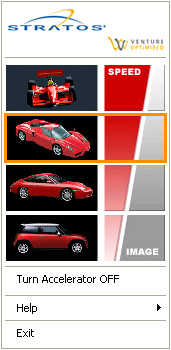 STRATOS
VENTURE
OPTIMIZED
SPEED
IMAGE
Turn Accelerator OFF
Help
Exit